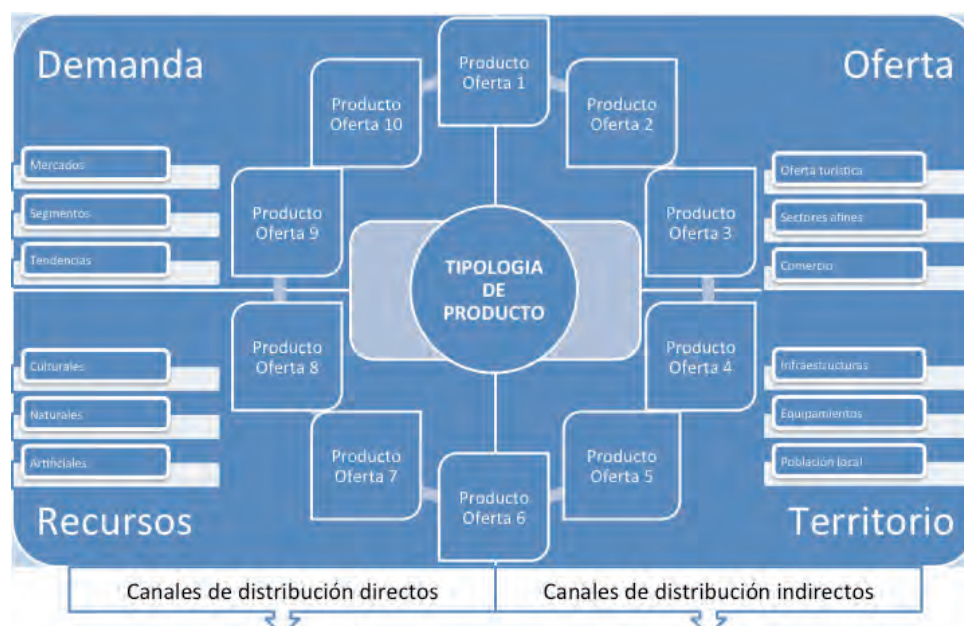 Demanda
Oferta
Producto
Oferta 1
Producto
Oferta 10
Producto
Oferta 2
Mercados
Segmentos
Tendencias
Producto
Oferta 9
Producto
Oferta 3
Oferta turística
Sectores afines
Comercio
TIPOLOGIA
DE
PRODUCTO
Culturales
Naturales
Artificiales
Producto
Oferta 8
Producto
Oferta 4
Infraestructuras
Equipamientos
Población local
Producto
Oferta 7
Producto
Oferta 6
Producto
Oferta 5
Recursos
Territorio
Canales de distribución directos
Canales de distribución indirectos